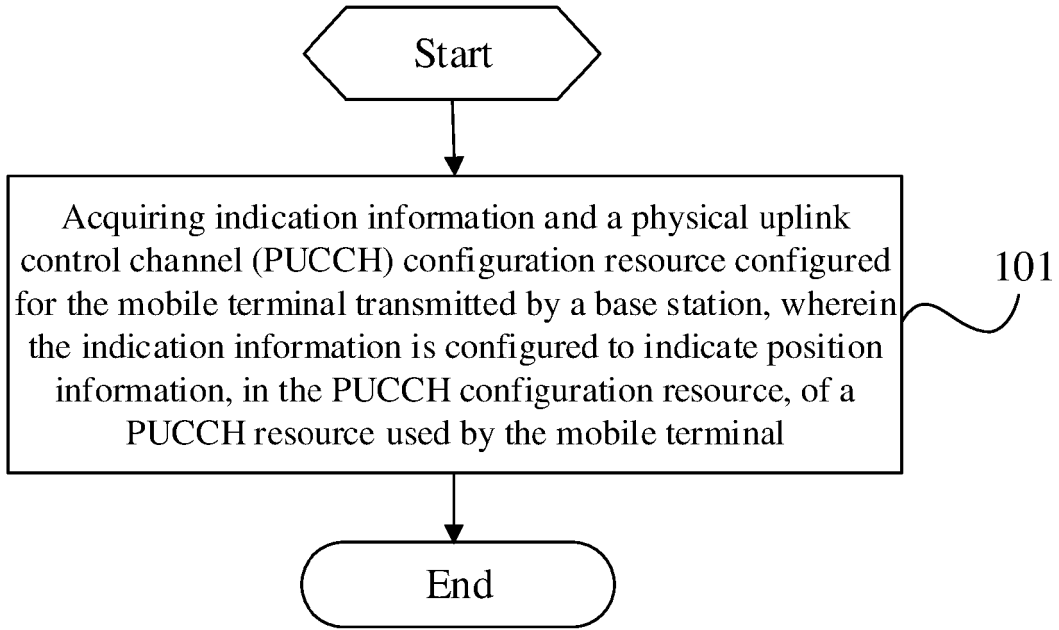 Start
Acquiring indication information and a physical uplink
control channel (PUCCH) configuration resource configured
for the mobile terminal transmitted by a base station, wherein
the indication information is configured to indicate position
information, in the PUCCH configuration resource, of a
PUCCH resource used by the mobile terminal
101
End